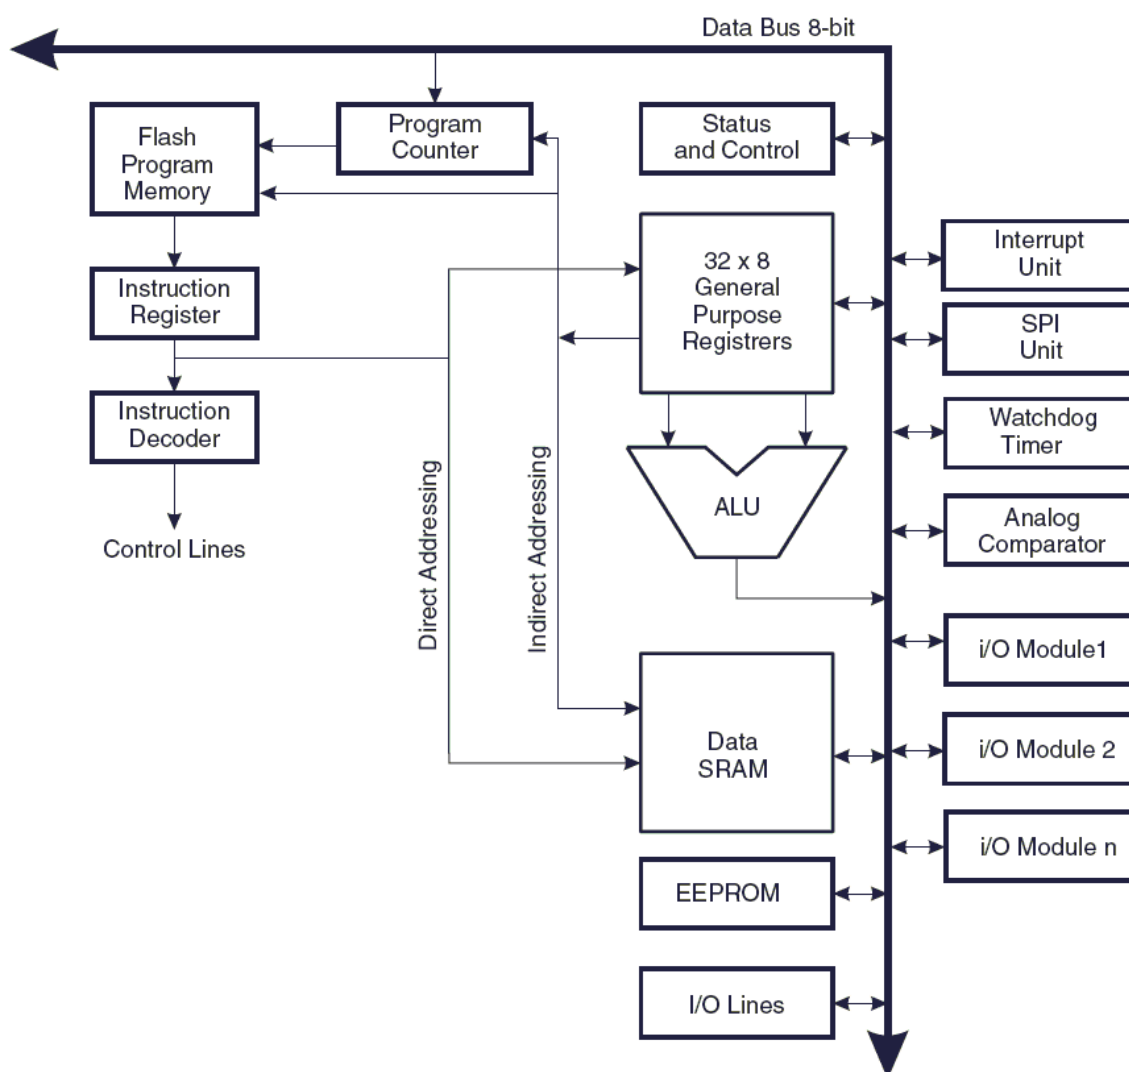 Data Bus 8-bit
Flash
Program
Memory
Program
Counter
Status
and Control
Instruction
Register
32 x 8
General
Purpose
Registrers
Interrupt
Unit
SPI
Unit
Instruction
Decoder
Watchdog
Timer
Control Lines
Direct Addressing
Indirect Addressing
ALU
Analog
Comparator
i/O Module1
Data
SRAM
i/O Module 2
i/O Module n
EEPROM
I/O Lines